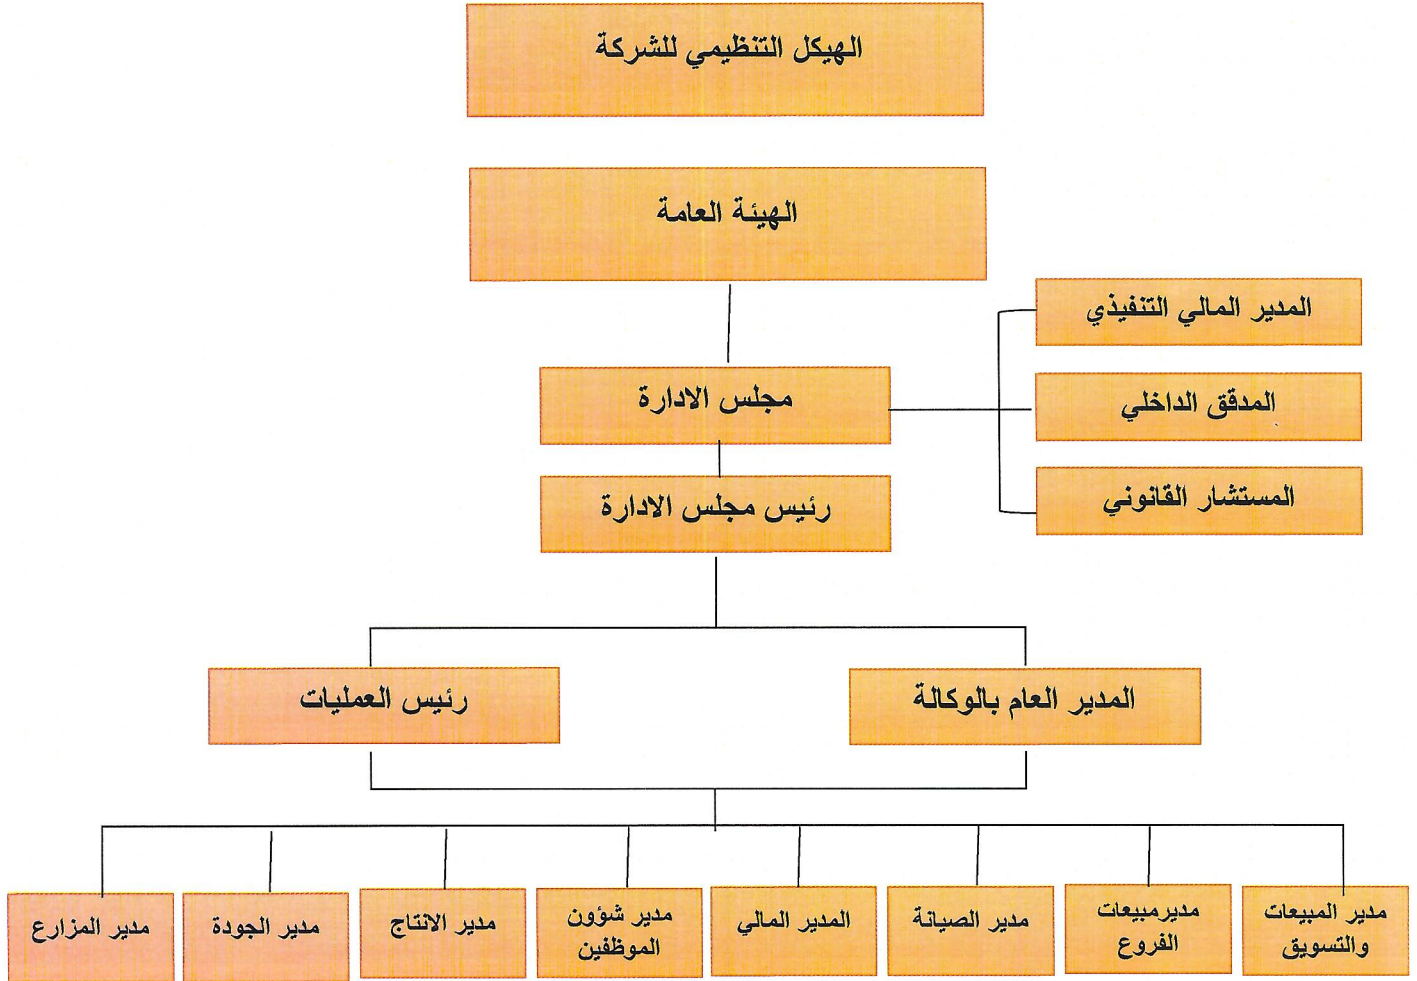 الهيكل التنظيمي للشركة
الهيئة العامة
المدير المالي التنفيذي
مجلس الادارة
المدقق الداخلي
المستشار القانوني
رئيس مجلس الادارة
المدير العام بالوكالة
رئيس العمليات
مدير المبيعات
والتسويق
مديرمبيعات
الفروع
مدير الصيانة
المدير المالي
مدير شؤون
الموظفين
مدير الانتاج
مدير الجودة
مدير المزارع